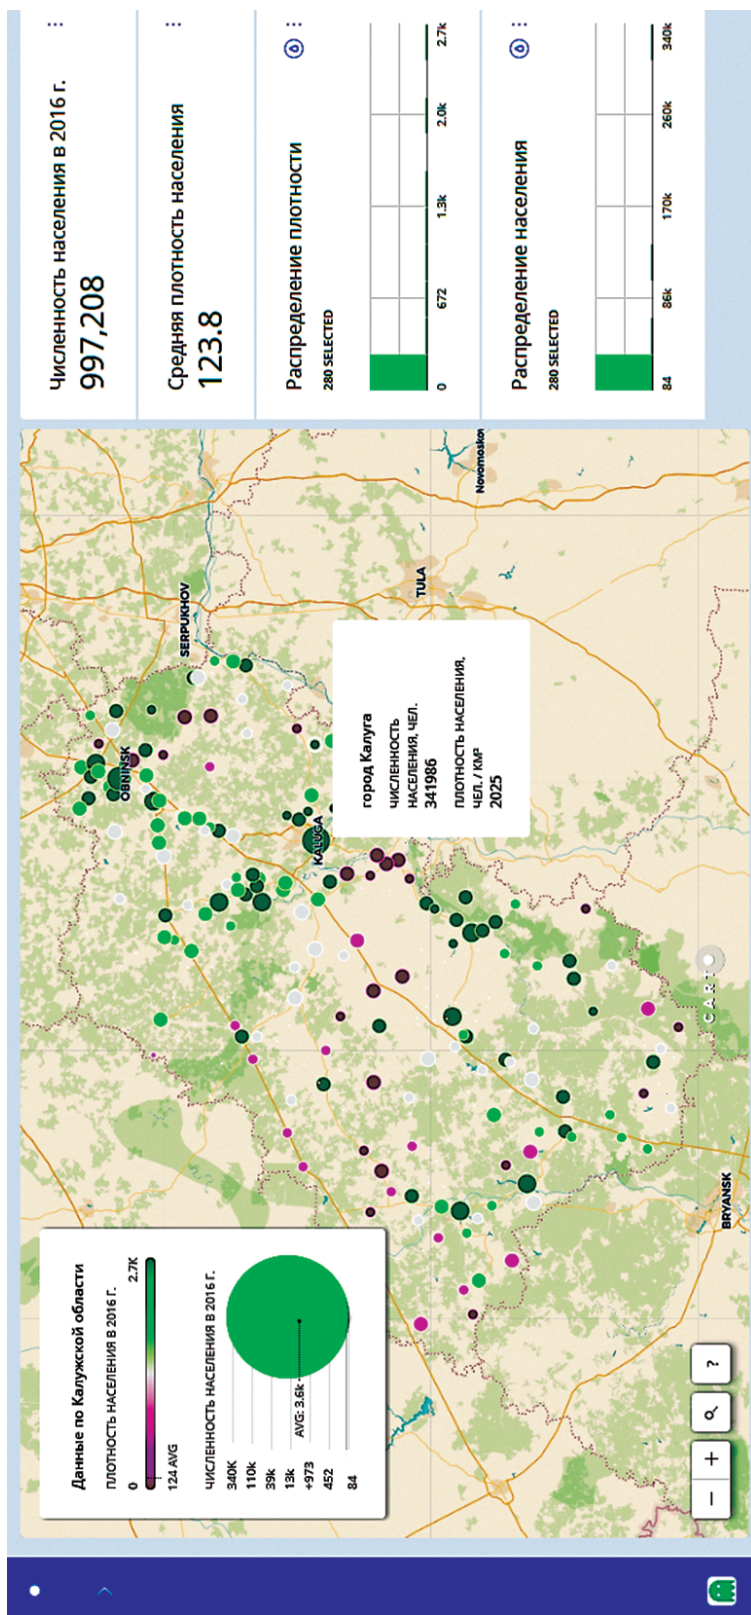 Данные по Калужской области
ПЛОТНОСТЬ НАСЕЛЕНИЯ В 2016 Г.
0
2.7K
124 AVG
ЧИСЛЕННОСТЬ НАСЕЛЕНИЯ В 2016 Г.
340K
110k
39k
13k
+973
452
84
AVG: 3.6k
OBNINSK
SERPUKHOV
KALUGA
TULA
Novomoskov
BRYANSK
город Калуга
ЧИСЛЕННОСТЬ
НАСЕЛЕНИЯ, ЧЕЛ.
341986
ПЛОТНОСТЬ НАСЕЛЕНИЯ,
ЧЕЛ. / КМ²
2025
− + ?
CARTO
Численность населения в 2016 г.
997,208
Средняя плотность населения
123.8
Распределение плотности
280 SELECTED
0 672 1.3k 2.0k 2.7k
Распределение населения
280 SELECTED
84 86k 170k 260k 340k